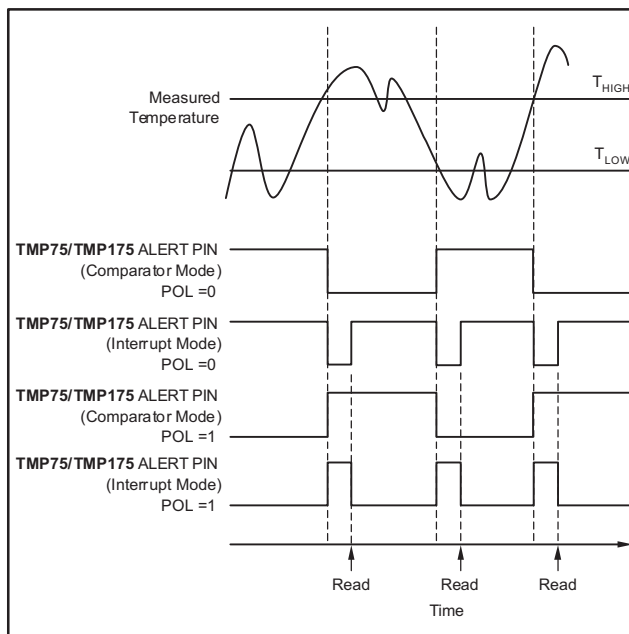 T_HIGH
Measured
Temperature
T_LOW
TMP75/TMP175 ALERT PIN
(Comparator Mode)
POL =0
TMP75/TMP175 ALERT PIN
(Interrupt Mode)
POL =0
TMP75/TMP175 ALERT PIN
(Comparator Mode)
POL =1
TMP75/TMP175 ALERT PIN
(Interrupt Mode)
POL =1
Read Read Read
Time